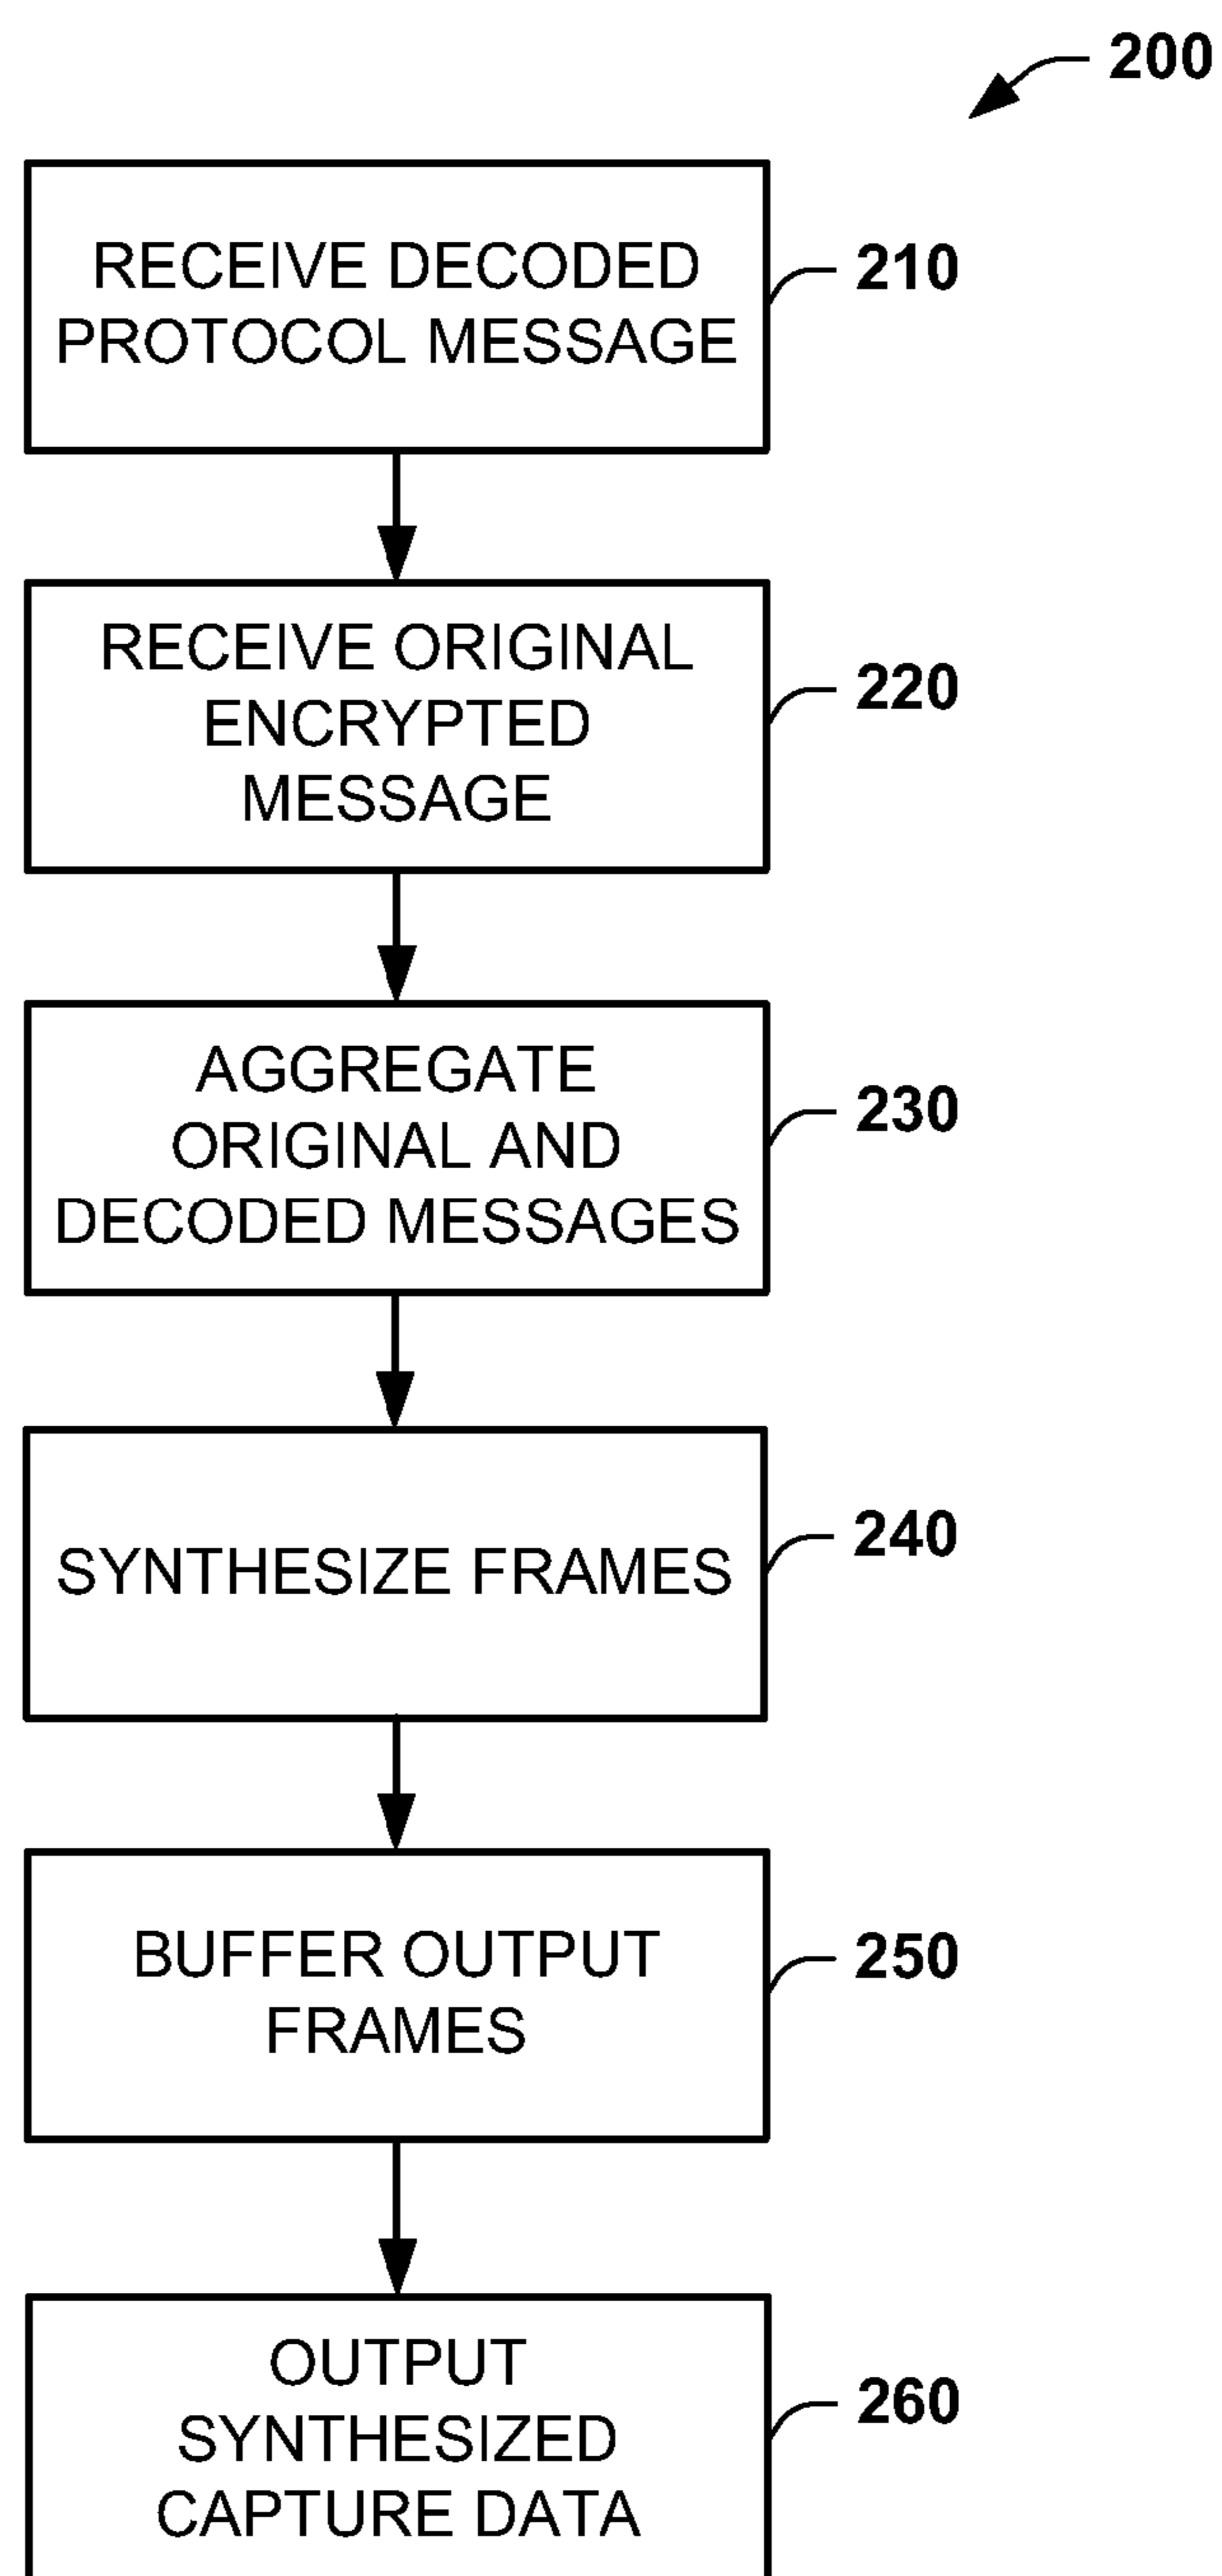 200
RECEIVE DECODED
PROTOCOL MESSAGE
210
RECEIVE ORIGINAL
ENCRYPTED
MESSAGE
220
AGGREGATE
ORIGINAL AND
DECODED MESSAGES
230
SYNTHESIZE FRAMES
240
BUFFER OUTPUT
FRAMES
250
OUTPUT
SYNTHESIZED
CAPTURE DATA
260